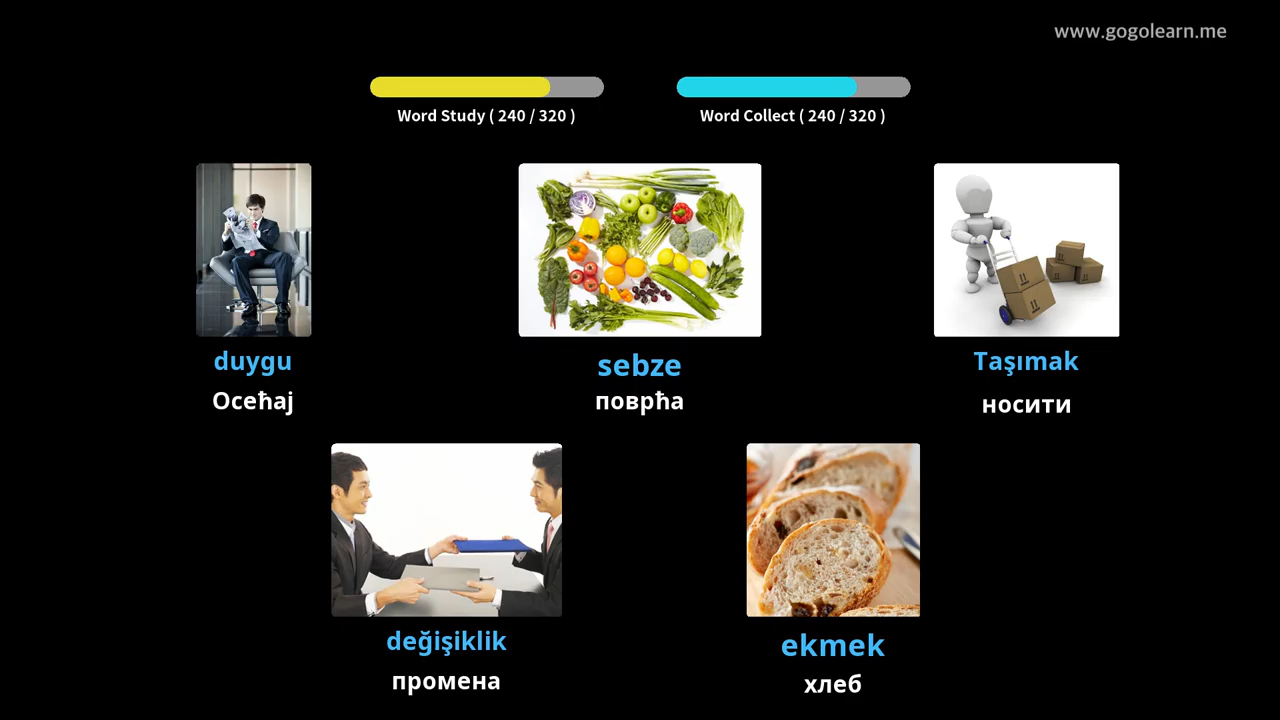 www.gogolearn.me
Word Study ( 240 / 320 )
Word Collect ( 240 / 320 )
duygu
Осећај
sebze
поврћа
Taşımak
носити
değişiklik
промена
ekmek
хлеб